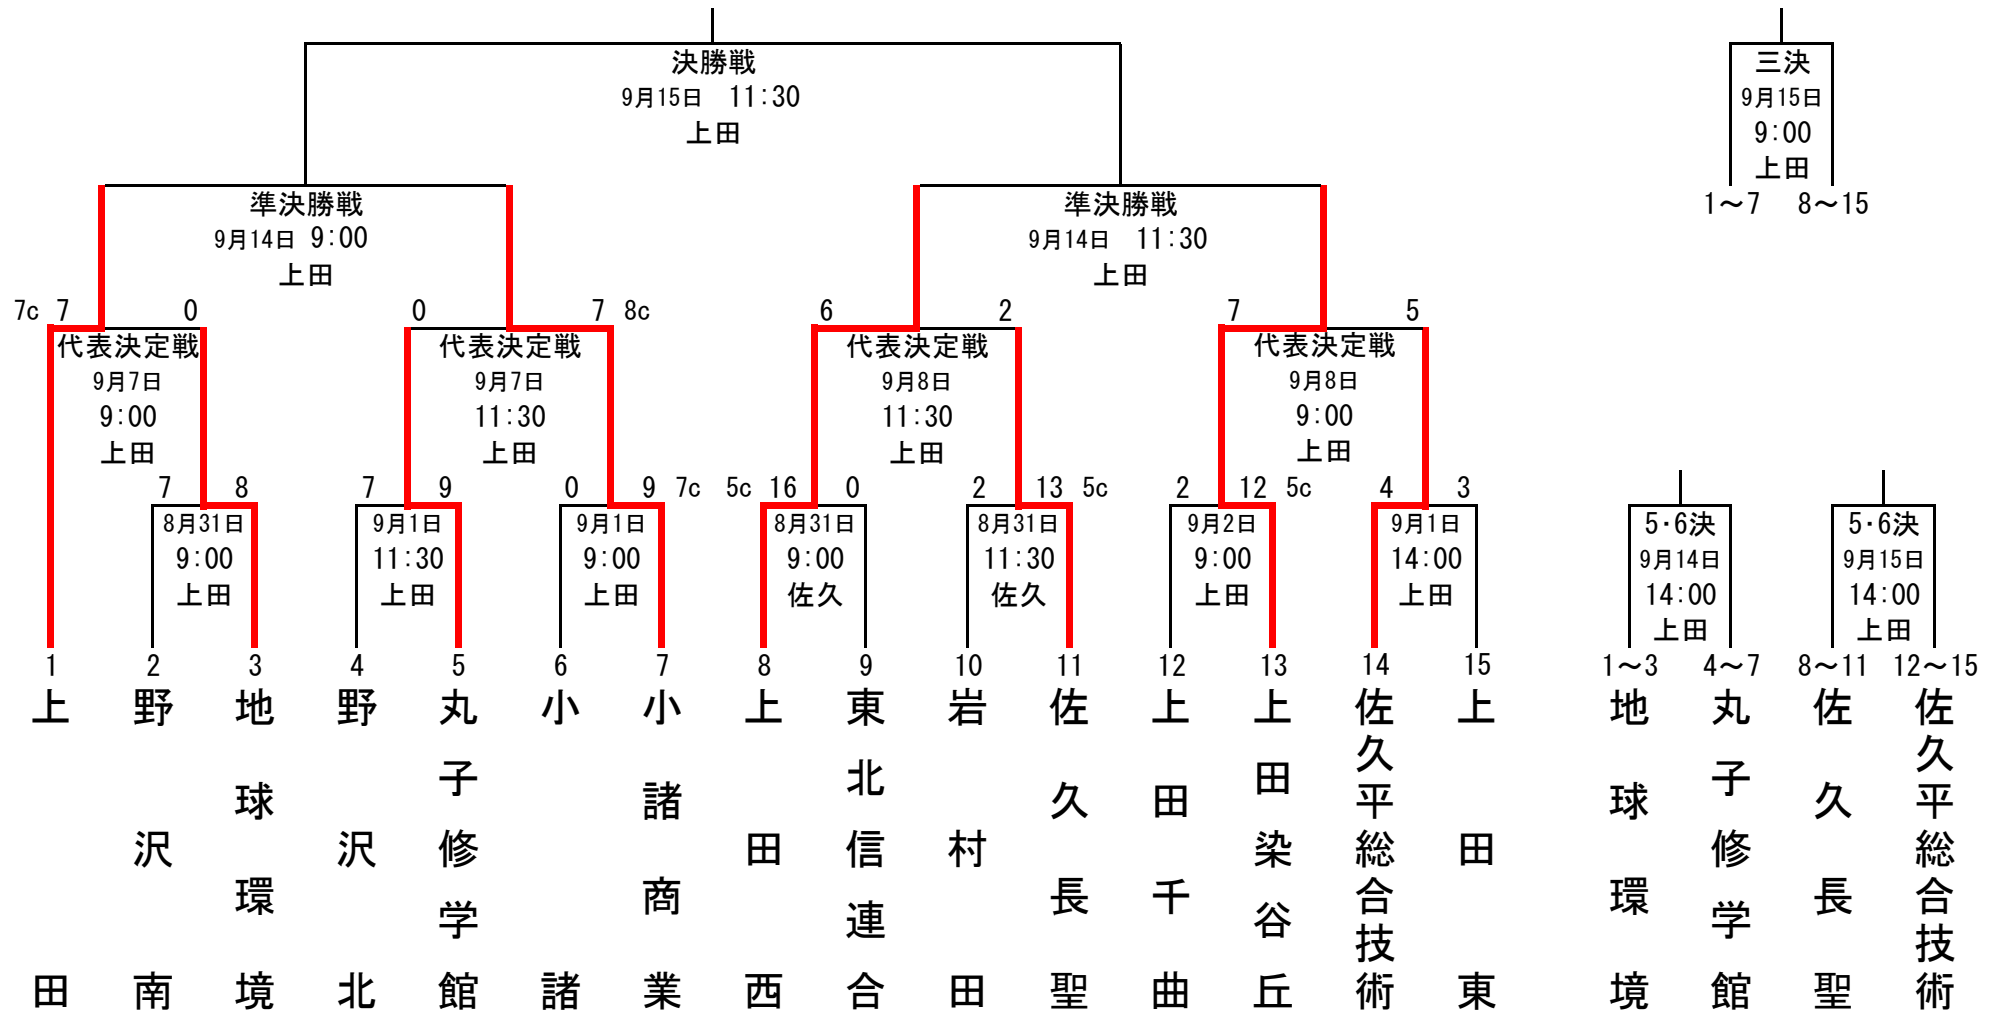 決勝戦
9月15日 11:30
上田
三決
9月15日
9:00
上田
1～7 8～15
準決勝戦
9月14日 9:00
上田
準決勝戦
9月14日 11:30
上田
7c 7 0 0 7 8c 6 2 7 5
代表決定戦
9月7日
9:00
上田
代表決定戦
9月7日
11:30
上田
代表決定戦
9月8日
11:30
上田
代表決定戦
9月8日
9:00
上田
7 8 7 9 0 9 7c 5c 16 0 2 13 5c 2 12 5c 4 3
8月31日
9:00
上田
9月1日
11:30
上田
9月1日
9:00
上田
8月31日
9:00
佐久
8月31日
11:30
佐久
9月2日
9:00
上田
9月1日
14:00
上田
5・6決
9月14日
14:00
上田
5・6決
9月15日
14:00
上田
1 2 3 4 5 6 7 8 9 10 11 12 13 14 15 1～3 4～7 8～11 12～15
上田
野沢南
地球環境
野沢北
丸子修学館
小諸
小諸商業
上田西
東北信連合
岩村田
佐久長聖
上田千曲
上田染谷丘
佐久平総合技術
上田東
地球環境
丸子修学館
佐久長聖
佐久平総合技術